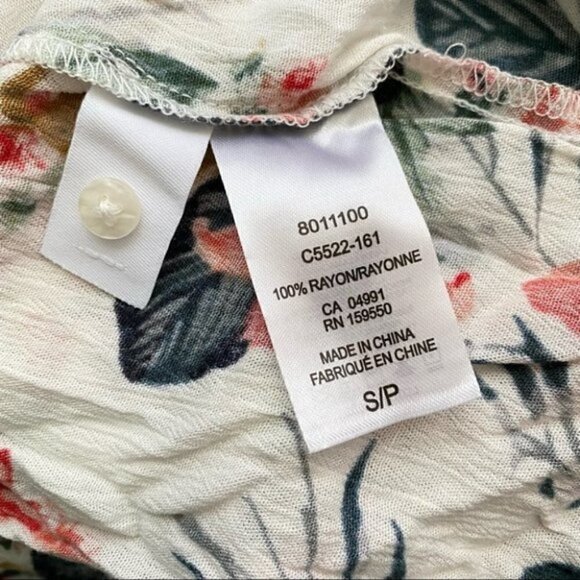 8011100
C5522-161
100% RAYON/RAYONNE
CA 04991
RN 159550
MADE IN CHINA
FABRIQUÉ EN CHINE
S/P